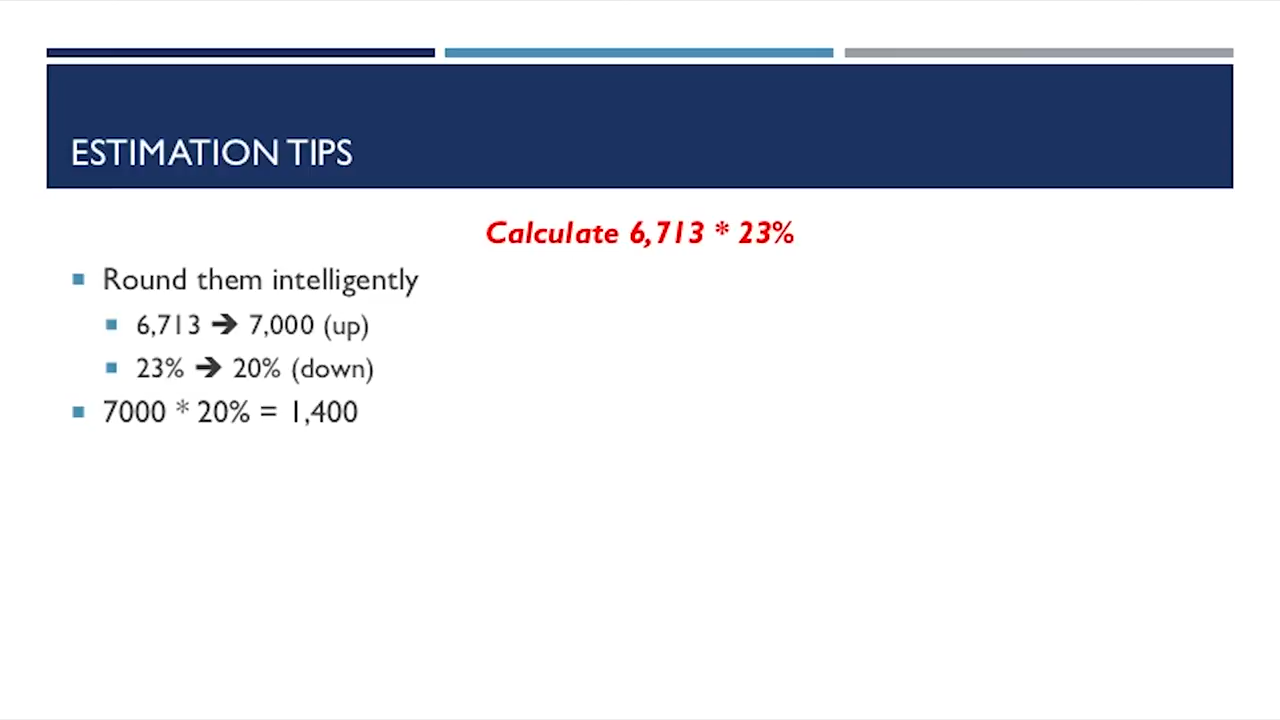 ESTIMATION TIPS
Calculate 6,713 * 23%
Round them intelligently
6,713 ➔ 7,000 (up)
23% ➔ 20% (down)
7000 * 20% = 1,400